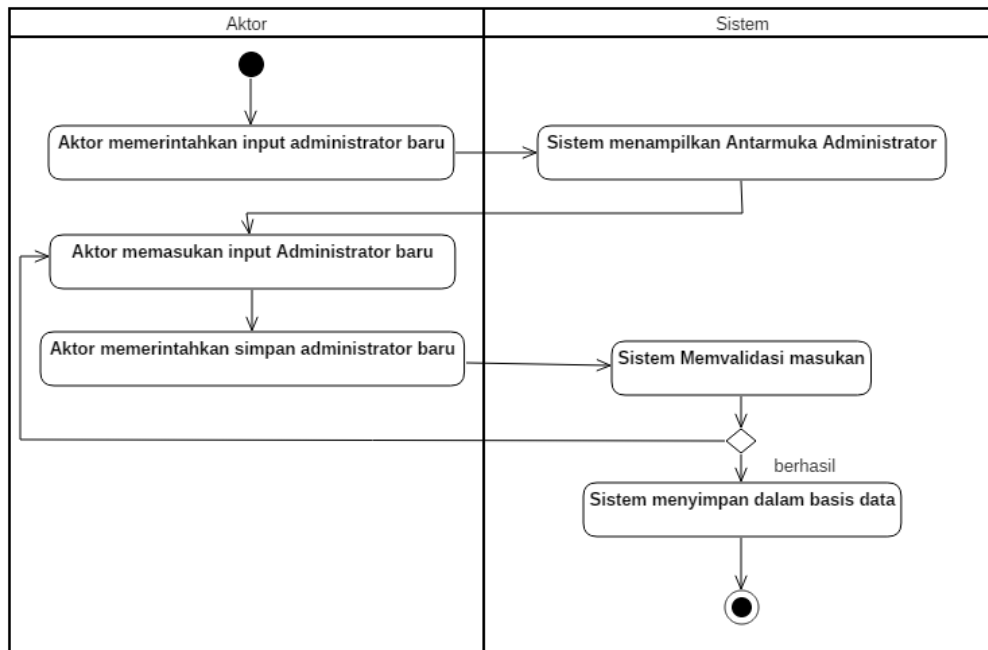 Aktor
Sistem
Aktor memerintahkan input administrator baru
Sistem menampilkan Antarmuka Administrator
Aktor memasukan input Administrator baru
Aktor memerintahkan simpan administrator baru
Sistem Memvalidasi masukan
berhasil
Sistem menyimpan dalam basis data